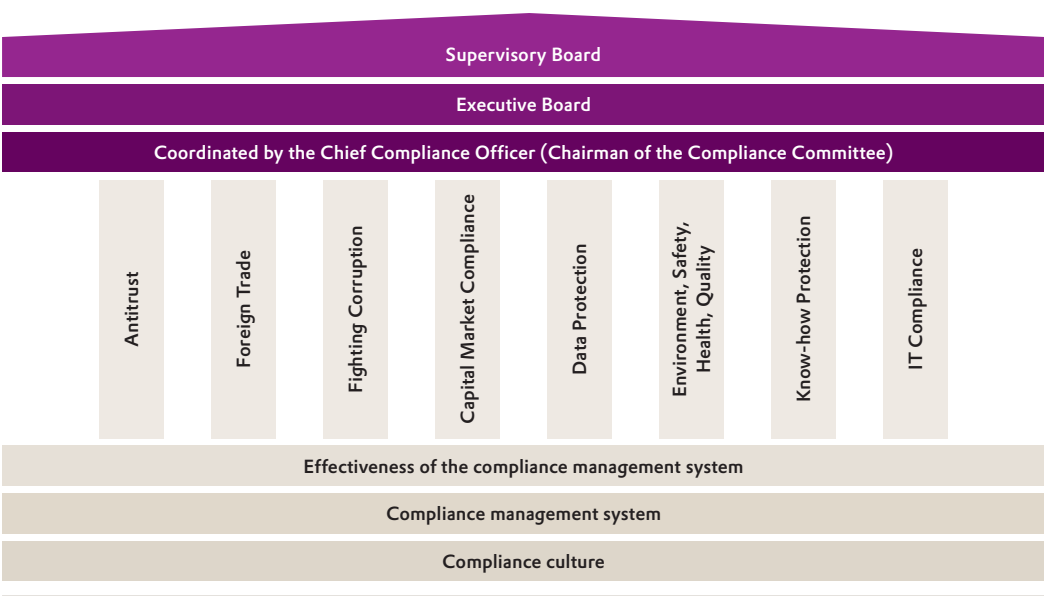 Supervisory Board
Executive Board
Coordinated by the Chief Compliance Officer (Chairman of the Compliance Committee)
Antitrust
Foreign Trade
Fighting Corruption
Capital Market Compliance
Data Protection
Environment, Safety,
Health, Quality
Know-how Protection
IT Compliance
Effectiveness of the compliance management system
Compliance management system
Compliance culture